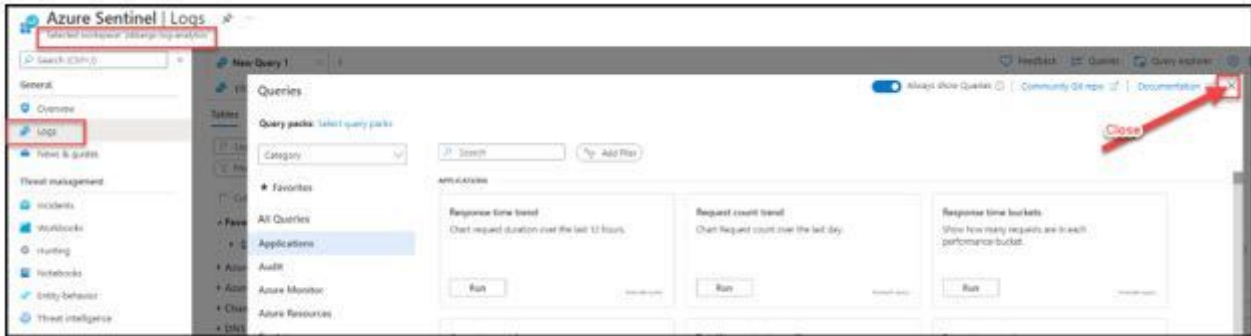 Azure Sentinel | Logs
Selected workspace:
Search (Ctrl+/)
General
Overview
Logs
News & guides
Threat management
Incidents
Workbooks
Hunting
Notebooks
Entity behavior
Threat intelligence
New Query 1
Feedback
Queries
Query explorer
Tables
Queries
Always show Queries
Community Git repo
Documentation
Close
Query packs: Select query packs
Category
Search
Add filter
Favorites
All Queries
Applications
Audit
Azure Monitor
Azure Resources
APPLICATIONS
Response time trend
Chart request duration over the last 12 hours.
Run
Request count trend
Chart Request count over the last day.
Run
Response time buckets
Show how many requests are in each
performance-bucket.
Run